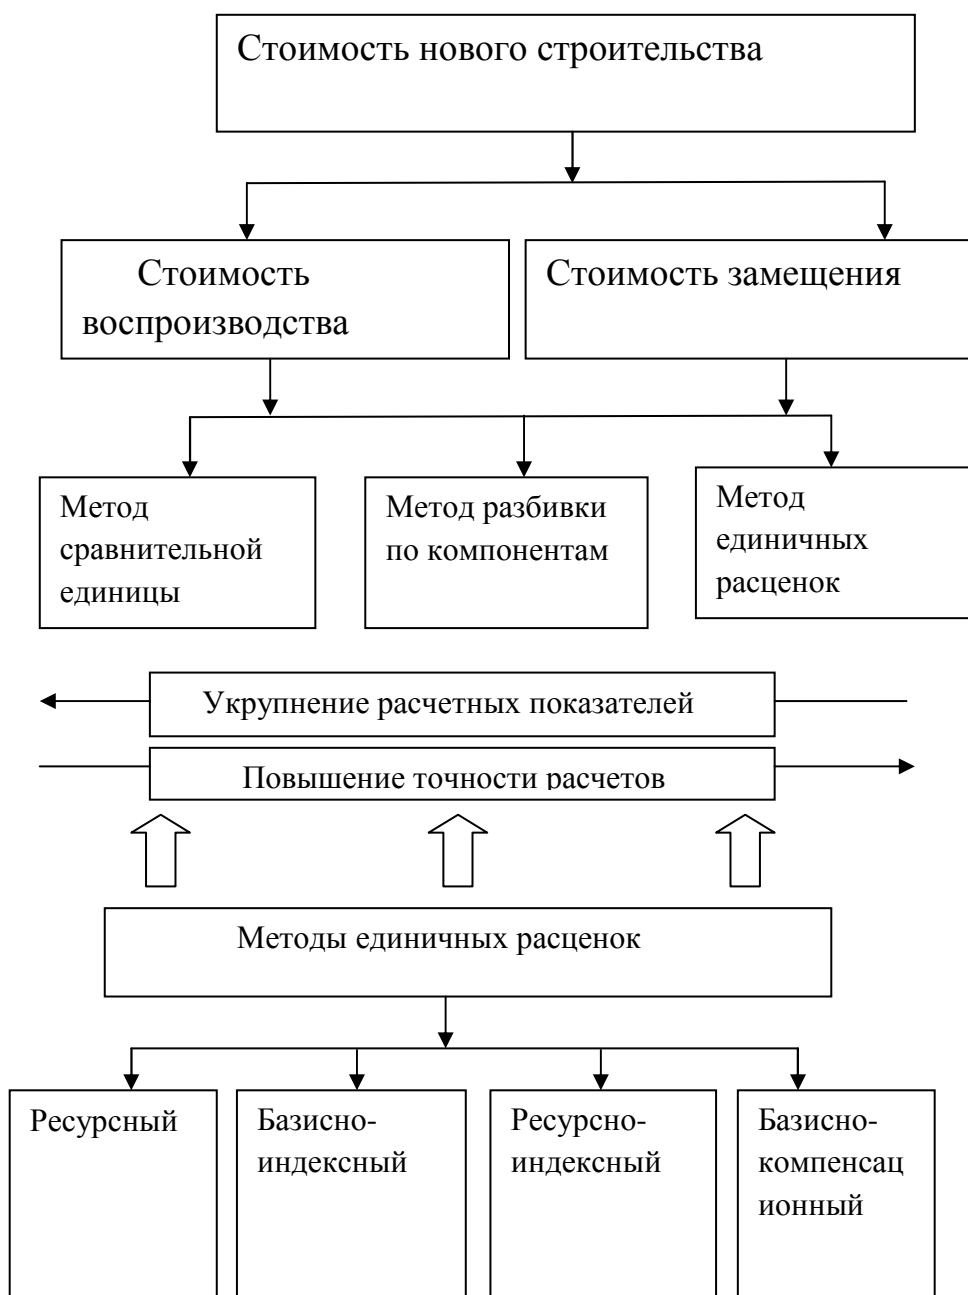 Стоимость нового строительства
Стоимость
воспроизводства
Стоимость замещения
Метод
сравнительной
единицы
Метод разбивки
по компонентам
Метод
единичных
расценок
Укрупнение расчетных показателей
Повышение точности расчетов
Методы единичных расценок
Ресурсный
Базисно-
индексный
Ресурсно-
индексный
Базисно-
компенсац
ионный